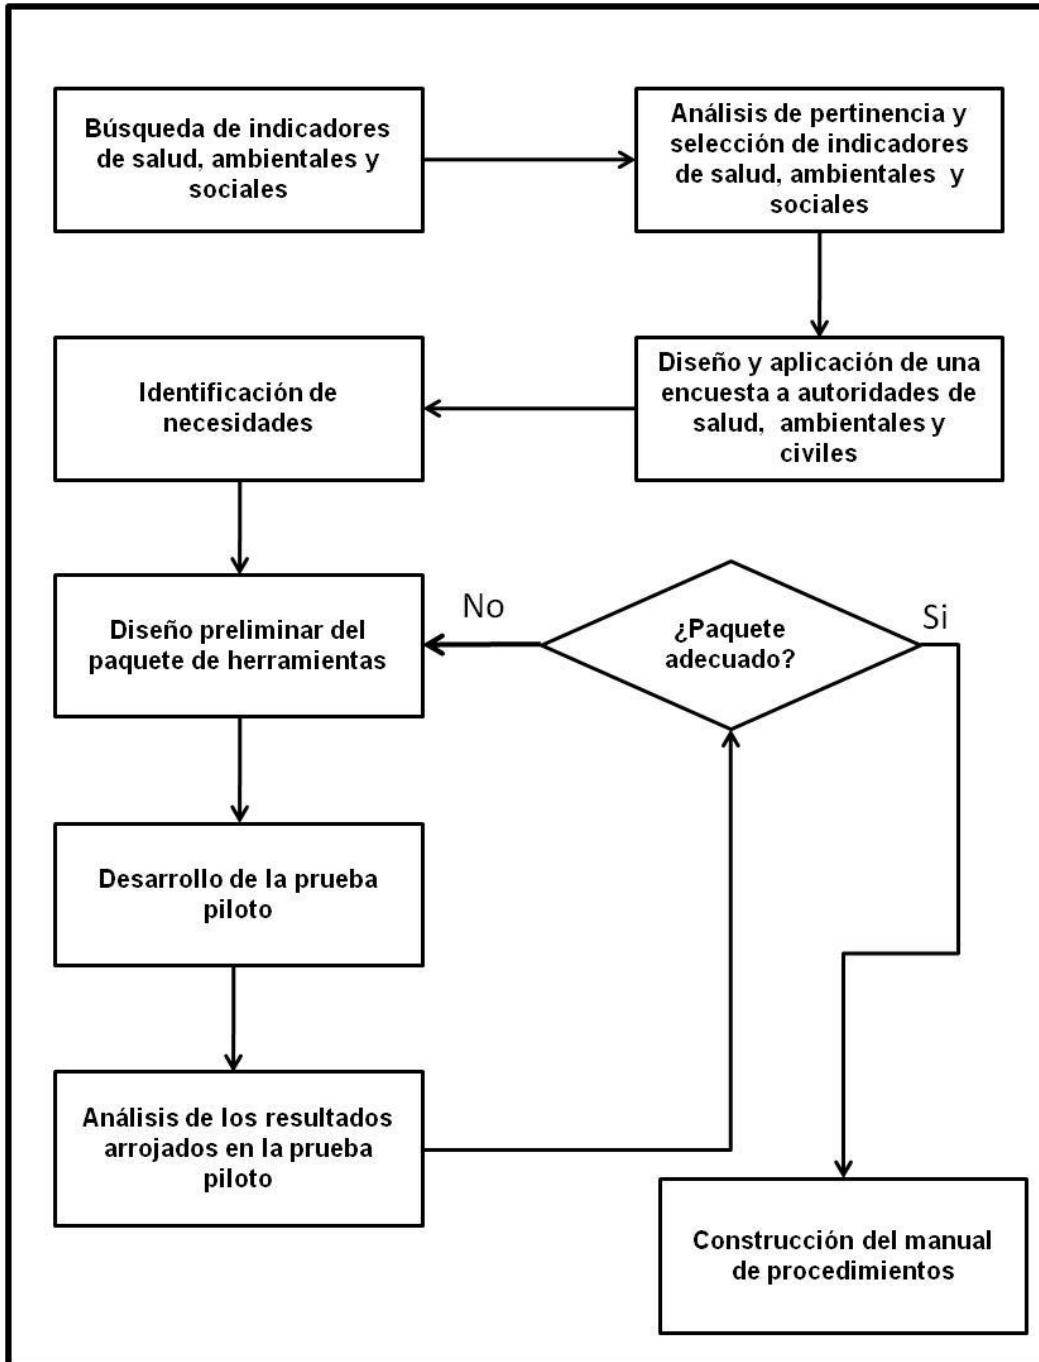 Búsqueda de indicadores
de salud, ambientales y
sociales
Análisis de pertinencia y
selección de indicadores
de salud, ambientales y
sociales
Diseño y aplicación de una
encuesta a autoridades de
salud, ambientales y
civiles
Identificación de
necesidades
Diseño preliminar del
paquete de herramientas
No
¿Paquete
adecuado?
Si
Desarrollo de la prueba
piloto
Análisis de los resultados
arrojados en la prueba
piloto
Construcción del manual
de procedimientos